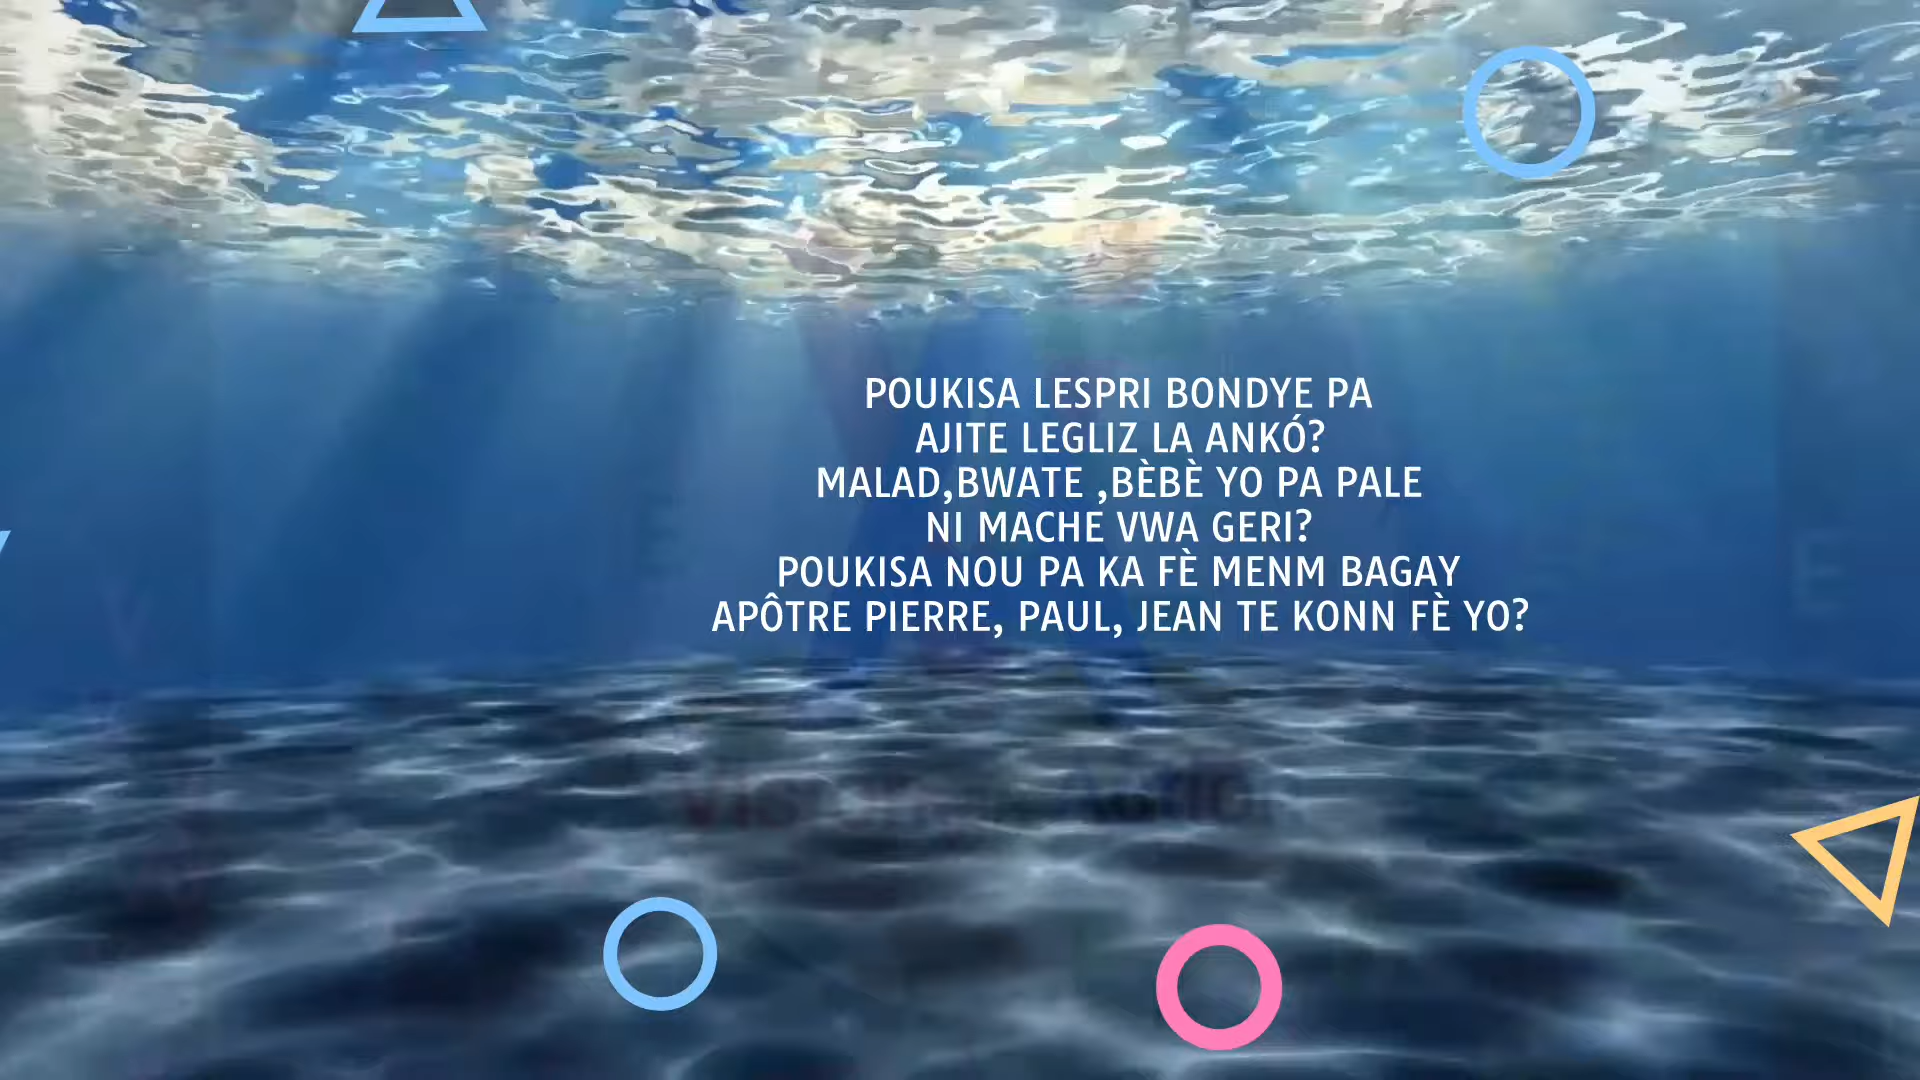 POUKISA LESPRI BONDYE PA
AJITE LEGLIZ LA ANKÓ?
MALAD,BWATE ,BÈBÈ YO PA PALE
NI MACHE VWA GERI?
POUKISA NOU PA KA FÈ MENM BAGAY
APÔTRE PIERRE, PAUL, JEAN TE KONN FÈ YO?